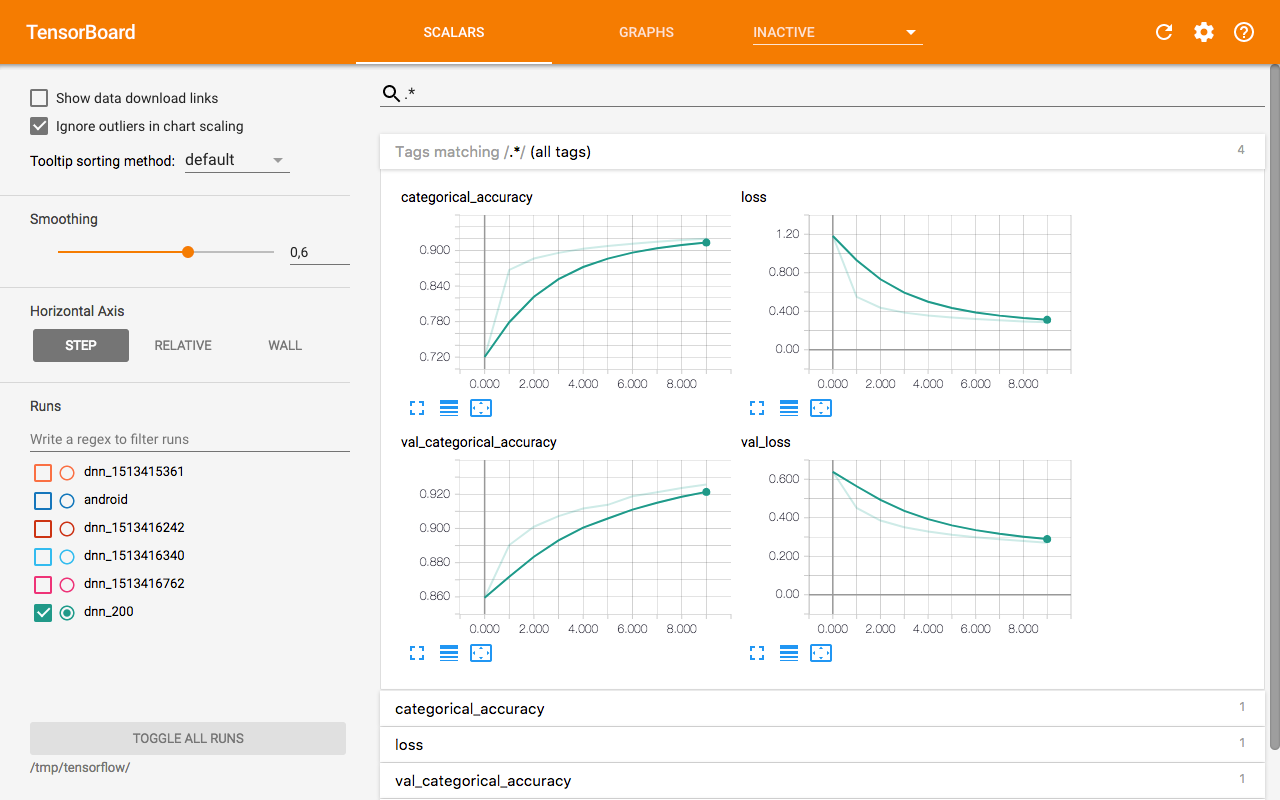 TensorBoard SCALARS GRAPHS INACTIVE
Show data download links
Ignore outliers in chart scaling
Tooltip sorting method: default
Smoothing
0,6
Horizontal Axis
STEP RELATIVE WALL
Runs
Write a regex to filter runs
dnn_1513415361
android
dnn_1513416242
dnn_1513416340
dnn_1513416762
dnn_200
TOGGLE ALL RUNS
/tmp/tensorflow/
.*
Tags matching /.*/ (all tags) 4
categorical_accuracy
0.900
0.840
0.780
0.720
0.000 2.000 4.000 6.000 8.000
loss
1.20
0.800
0.400
0.00
0.000 2.000 4.000 6.000 8.000
val_categorical_accuracy
0.920
0.900
0.880
0.860
0.000 2.000 4.000 6.000 8.000
val_loss
0.600
0.400
0.200
0.00
0.000 2.000 4.000 6.000 8.000
categorical_accuracy 1
loss 1
val_categorical_accuracy 1